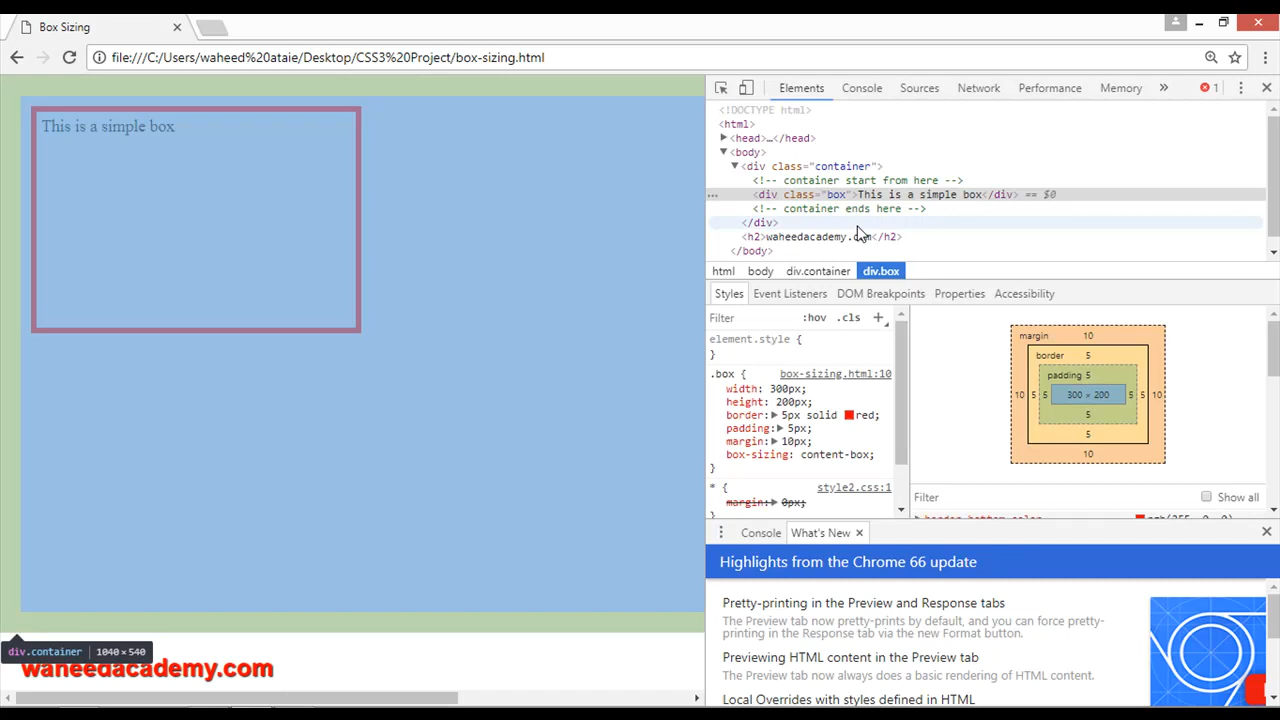 Box Sizing
file:///C:/Users/waheed%20ataie/Desktop/CSS3%20Project/box-sizing.html
This is a simple box
div.container 1040×540
waheedacademy.com
Elements Console Sources Network Performance Memory » 1
<!DOCTYPE html>
<html>
<head>…</head>
<body>
<div class="container">
<!-- container start from here -->
… <div class="box">This is a simple box</div> == $0
<!-- container ends here -->
</div>
<h2>waheedacademy. </h2>
</body>
html body div.container div.box
Styles Event Listeners DOM Breakpoints Properties Accessibility
Filter :hov .cls +
element.style {
}
.box { box-sizing.html:10
width: 300px;
height: 200px;
border: 5px solid red;
padding: 5px;
margin: 10px;
box-sizing: content-box;
}
* { style2.css:1
margin: 0px;
margin 10
border 5
padding 5
10 5 5 300 × 200 5 5 10
5
5
10
Filter Show all
Console What's New ×
Highlights from the Chrome 66 update
Pretty-printing in the Preview and Response tabs
The Preview tab now pretty-prints by default, and you can force pretty-
printing in the Response tab via the new Format button.
Previewing HTML content in the Preview tab
The Preview tab now always does a basic rendering of HTML content.
Local Overrides with styles defined in HTML